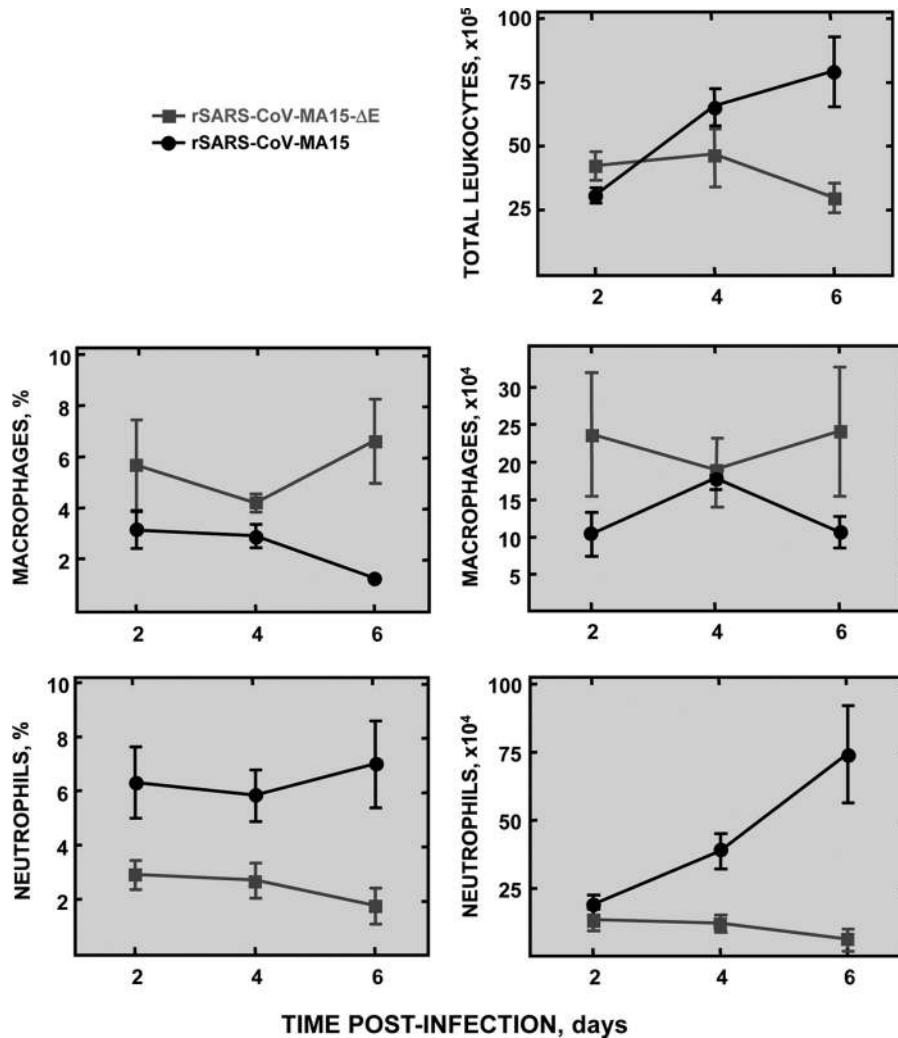 rSARS-CoV-MA15-ΔE
rSARS-CoV-MA15
TOTAL LEUKOCYTES, x10⁵
100
75
50
25
2 4 6
MACROPHAGES, %
10
8
6
4
2
2 4 6
MACROPHAGES, x10⁴
30
25
20
15
10
5
2 4 6
NEUTROPHILS, %
10
8
6
4
2
2 4 6
NEUTROPHILS, x10⁴
100
75
50
25
2 4 6
TIME POST-INFECTION, days